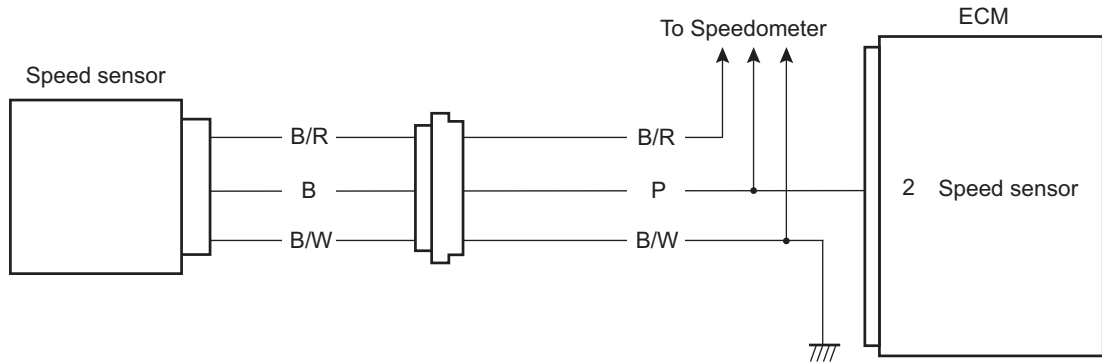 ECM
To Speedometer
Speed sensor
B/R
B/R
B
P
2 Speed sensor
B/W
B/W